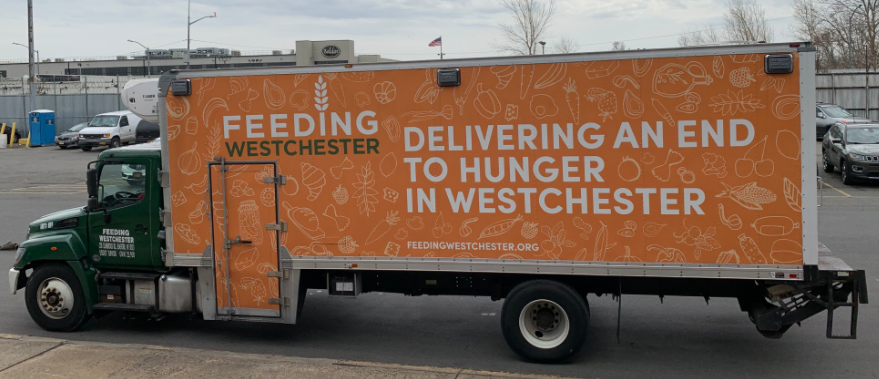 FEEDING
WESTCHESTER
DELIVERING AN END
TO HUNGER
IN WESTCHESTER
FEEDINGWESTCHESTER.ORG
FEEDING
WESTCHESTER